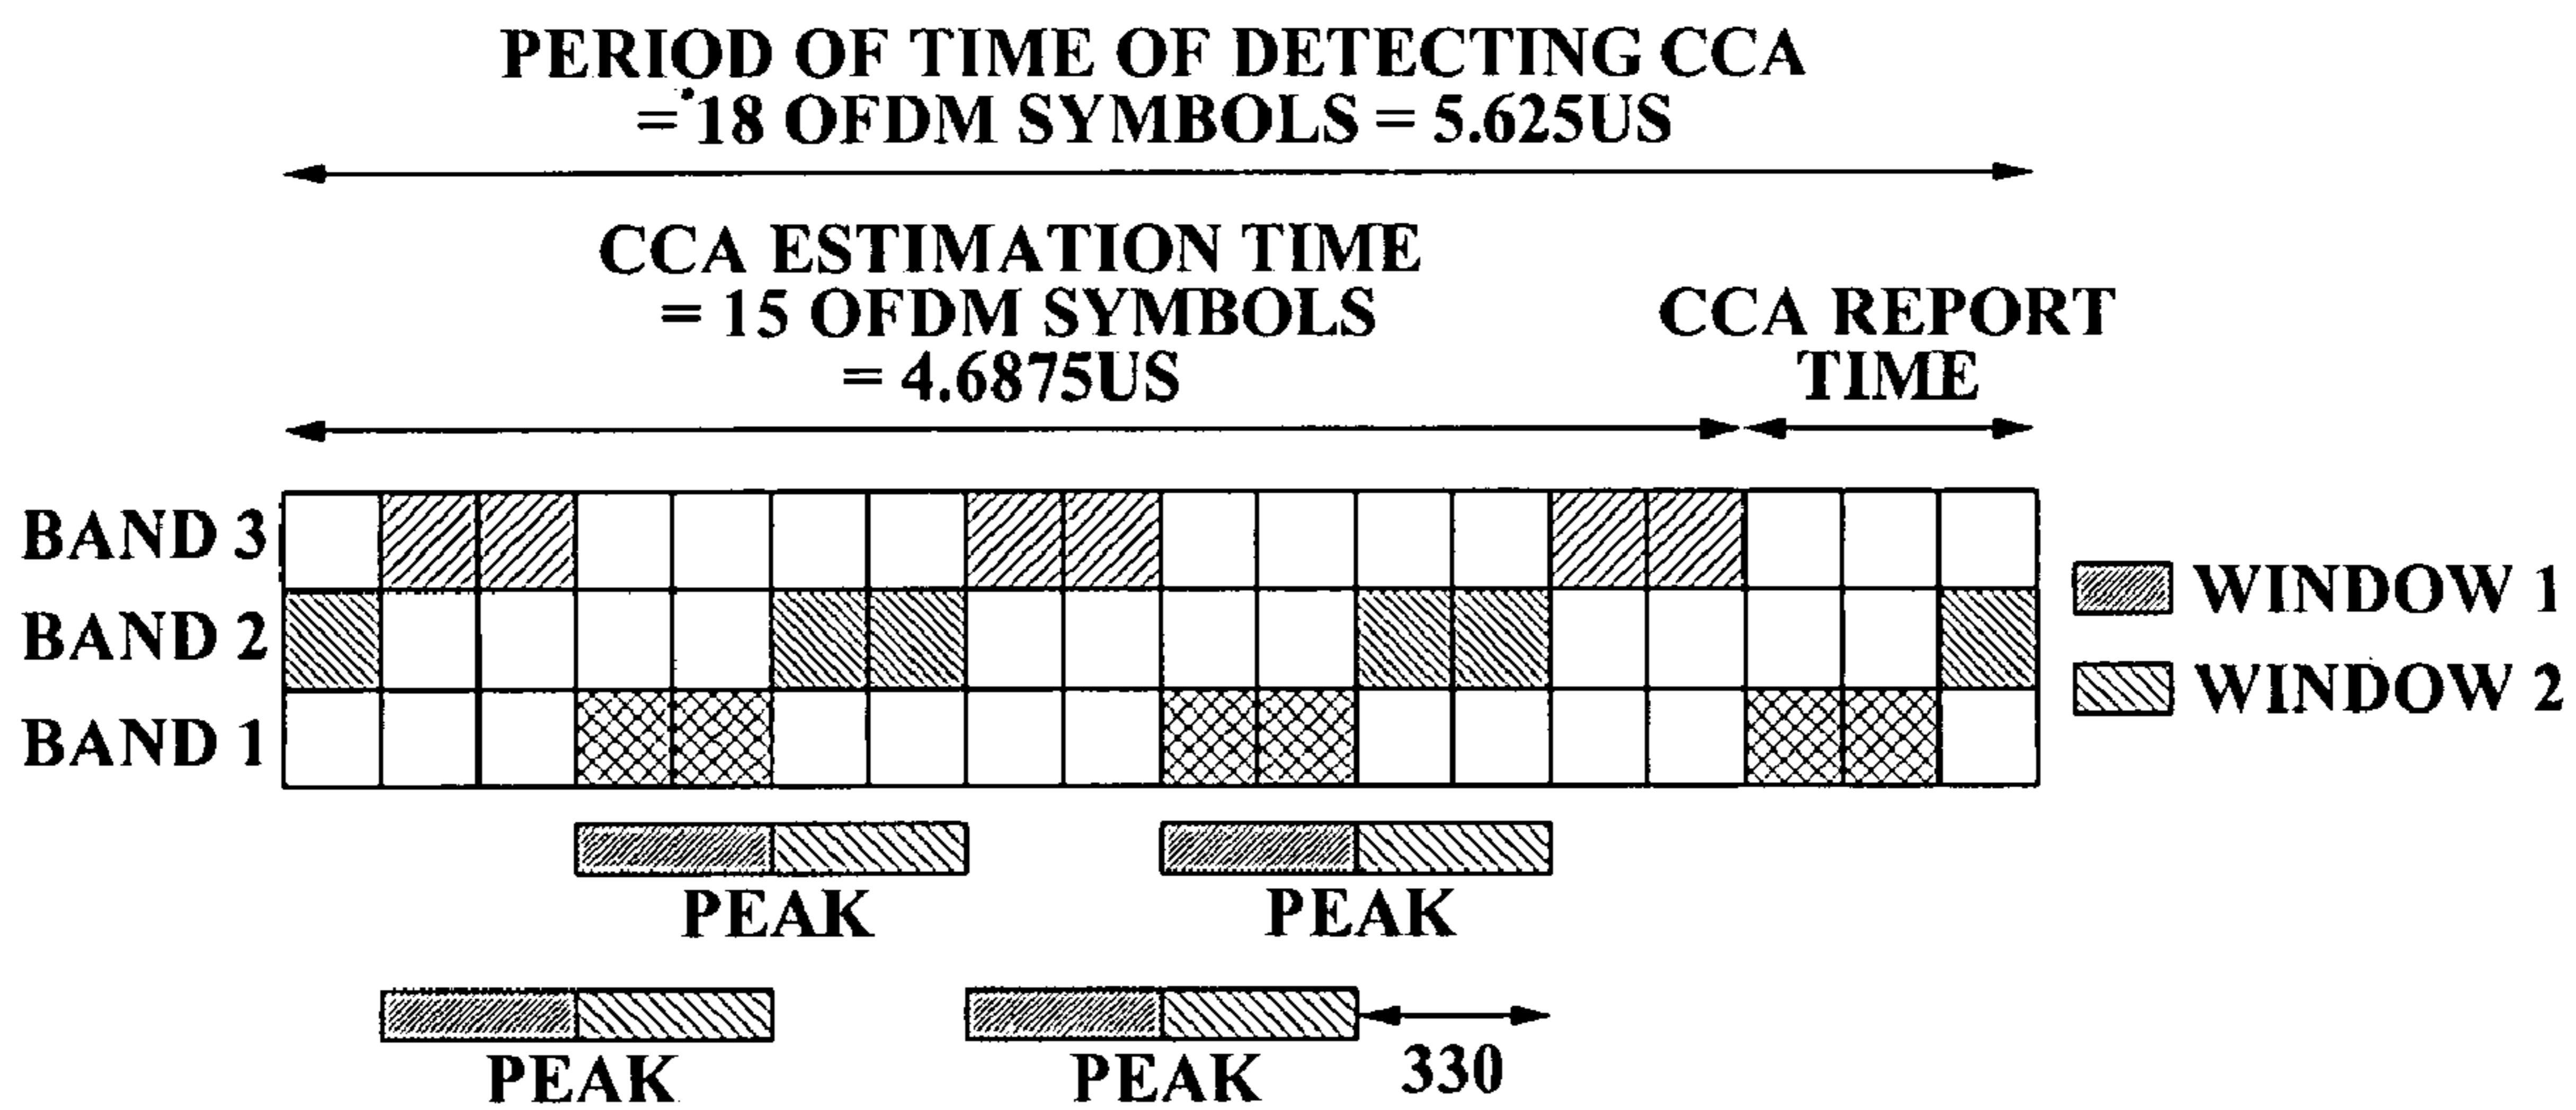 PERIOD OF TIME OF DETECTING CCA
= 18 OFDM SYMBOLS = 5.625US
CCA ESTIMATION TIME
= 15 OFDM SYMBOLS
= 4.6875US
CCA REPORT
TIME
BAND 3
BAND 2
BAND 1
WINDOW 1
WINDOW 2
PEAK
PEAK
PEAK
PEAK
330